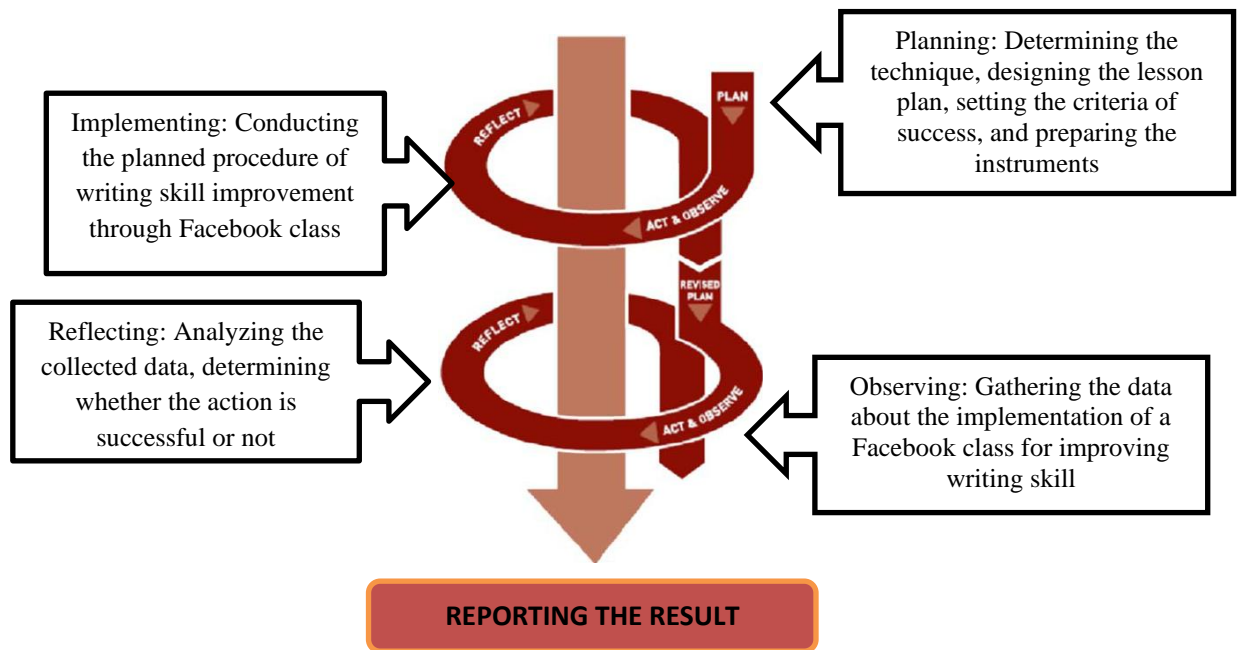 Planning: Determining the
technique, designing the lesson
plan, setting the criteria of
success, and preparing the
instruments
Implementing: Conducting
the planned procedure of
writing skill improvement
through Facebook class
REFLECT
PLAN
ACT & OBSERVE
REVISED
PLAN
Reflecting: Analyzing the
collected data, determining
whether the action is
successful or not
REFLECT
ACT & OBSERVE
Observing: Gathering the data
about the implementation of a
Facebook class for improving
writing skill
REPORTING THE RESULT